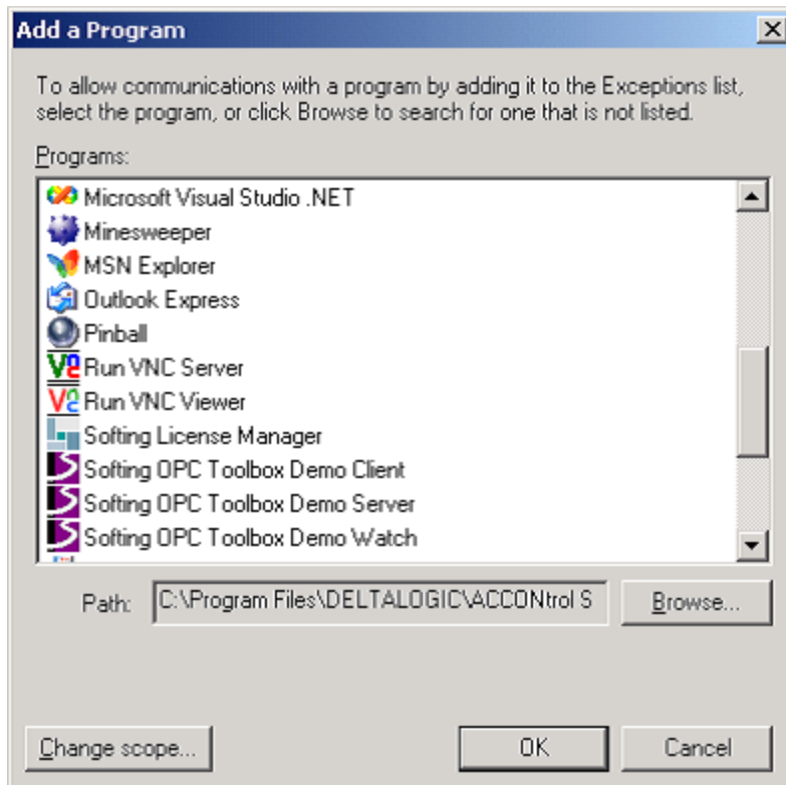 Add a Program
To allow communications with a program by adding it to the Exceptions list,
select the program, or click Browse to search for one that is not listed.
Programs:
Microsoft Visual Studio .NET
Minesweeper
MSN Explorer
Outlook Express
Pinball
Run VNC Server
Run VNC Viewer
Softing License Manager
Softing OPC Toolbox Demo Client
Softing OPC Toolbox Demo Server
Softing OPC Toolbox Demo Watch
Path: C:\Program Files\DELTALOGIC\ACCONtrol S Browse...
Change scope... OK Cancel